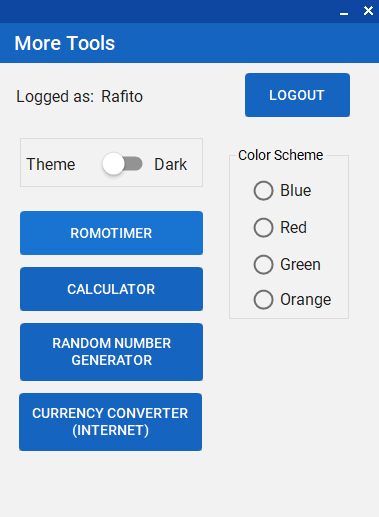 More Tools
Logged as: Rafito
LOGOUT
Theme Dark
Color Scheme
Blue
Red
Green
Orange
ROMOTIMER
CALCULATOR
RANDOM NUMBER
GENERATOR
CURRENCY CONVERTER
(INTERNET)